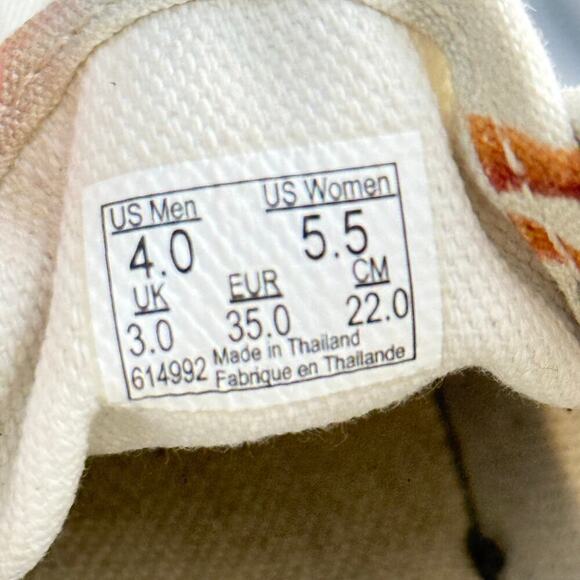 US Men US Women
4.0 5.5
UK EUR CM
3.0 35.0 22.0
614992 Made in Thailand
Fabrique en Thailande